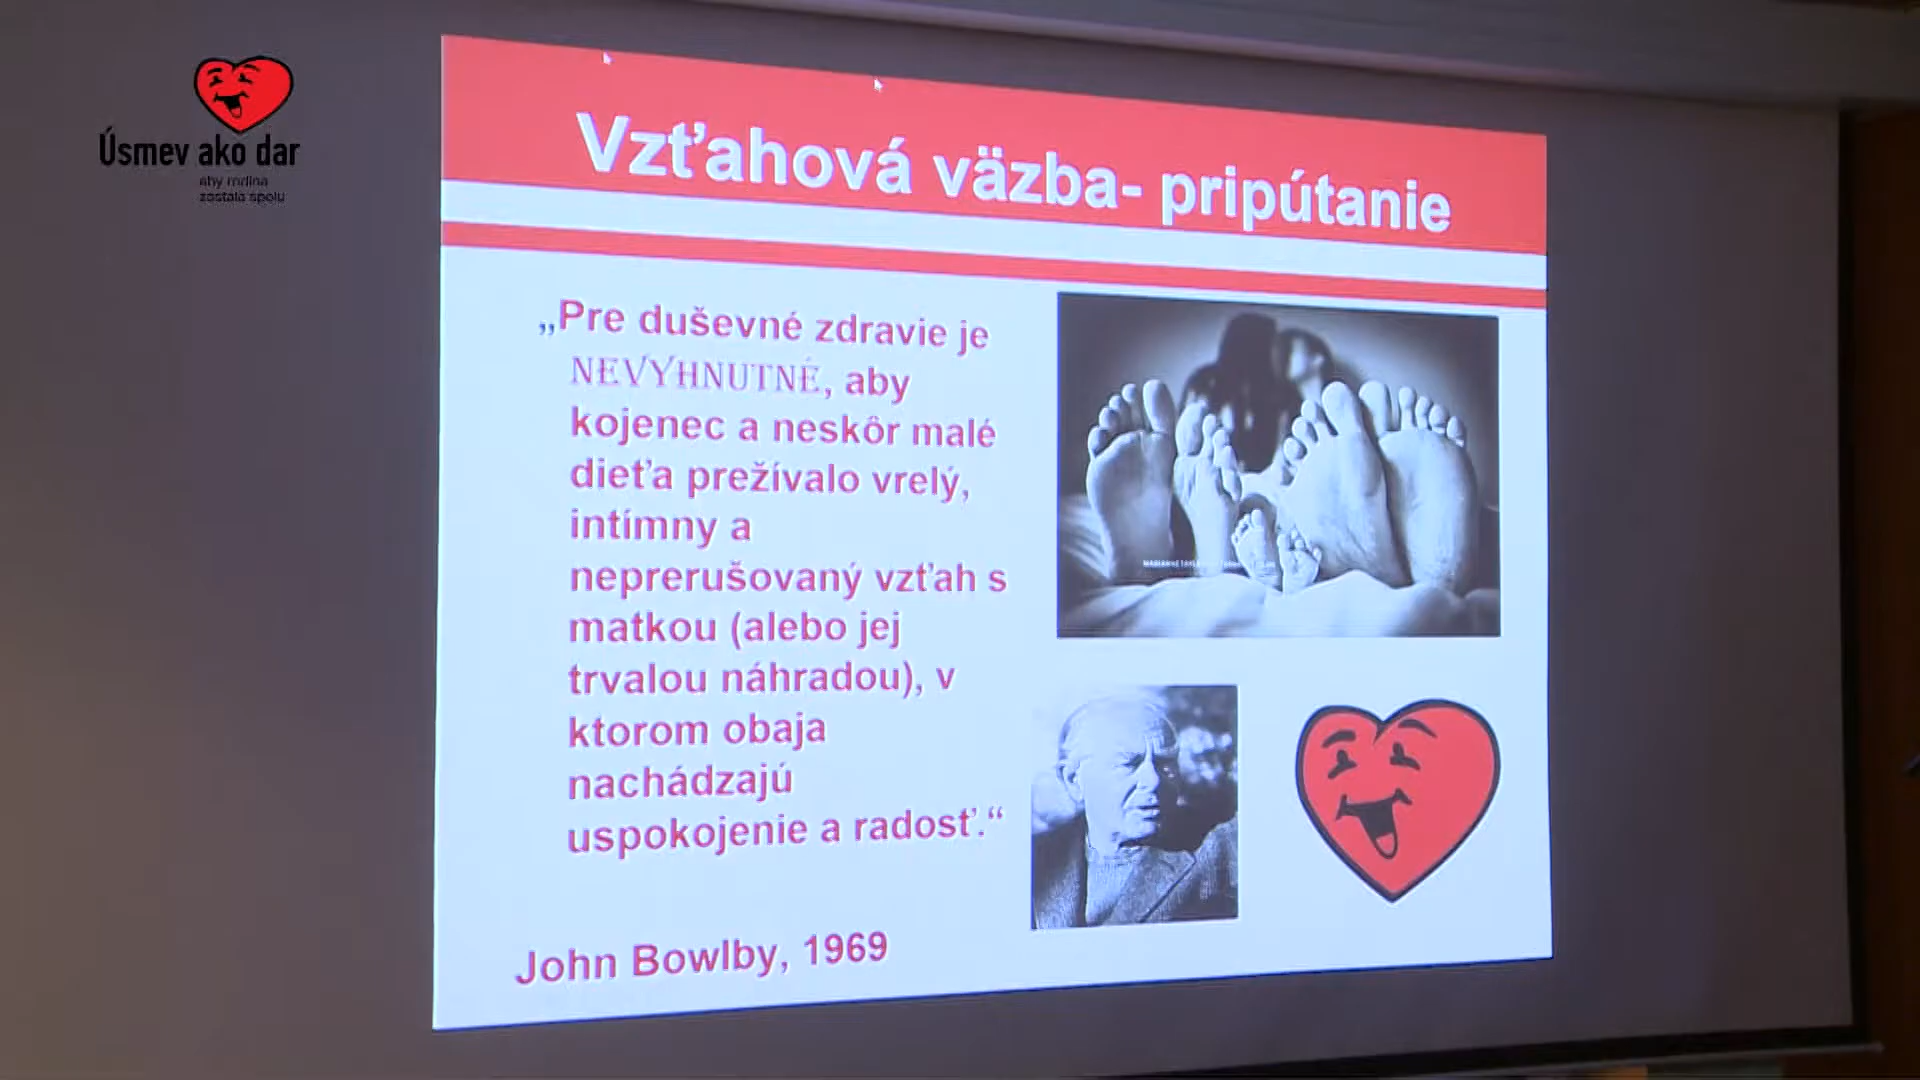 Úsmev ako dar
aby rodina
zostala spolu
Vzťahová väzba- pripútanie
„Pre duševné zdravie je
NEVYHNUTNÉ, aby
kojenec a neskôr malé
dieťa prežívalo vrelý,
intímny a
neprerušovaný vzťah s
matkou (alebo jej
trvalou náhradou), v
ktorom obaja
nachádzajú
uspokojenie a radosť.“
John Bowlby, 1969